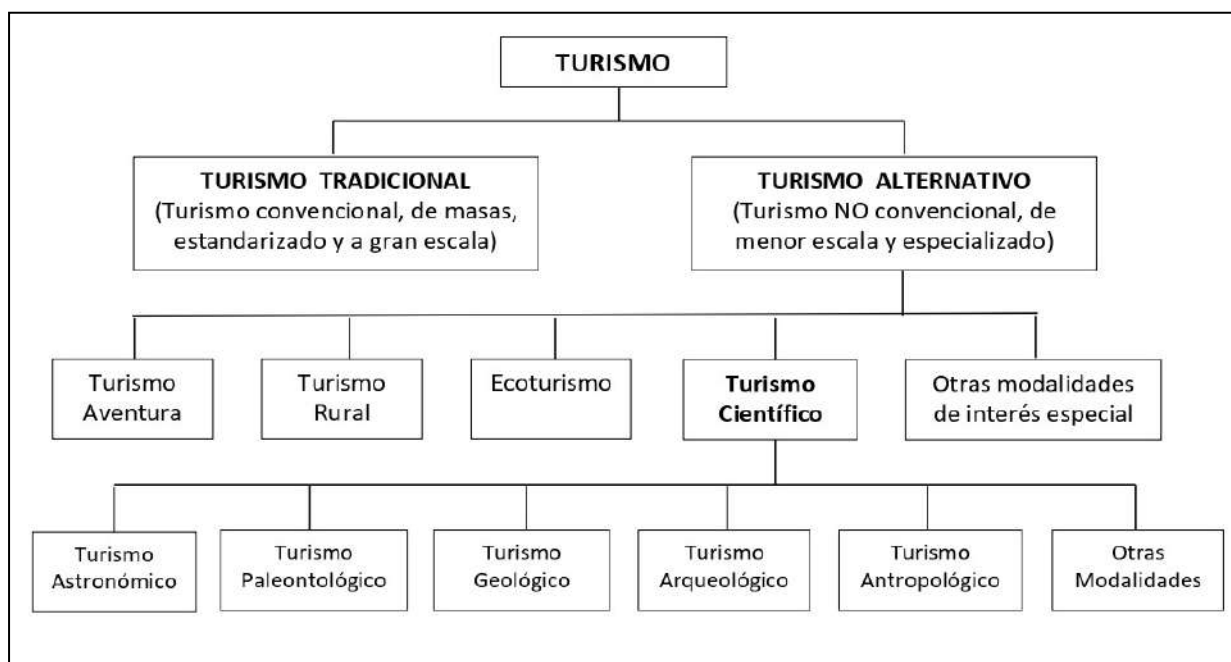 TURISMO
TURISMO TRADICIONAL
(Turismo convencional, de masas,
estandarizado y a gran escala)
TURISMO ALTERNATIVO
(Turismo NO convencional, de
menor escala y especializado)
Turismo
Aventura
Turismo
Rural
Ecoturismo
Turismo
Científico
Otras modalidades
de interés especial
Turismo
Astronómico
Turismo
Paleontológico
Turismo
Geológico
Turismo
Arqueológico
Turismo
Antropológico
Otras
Modalidades